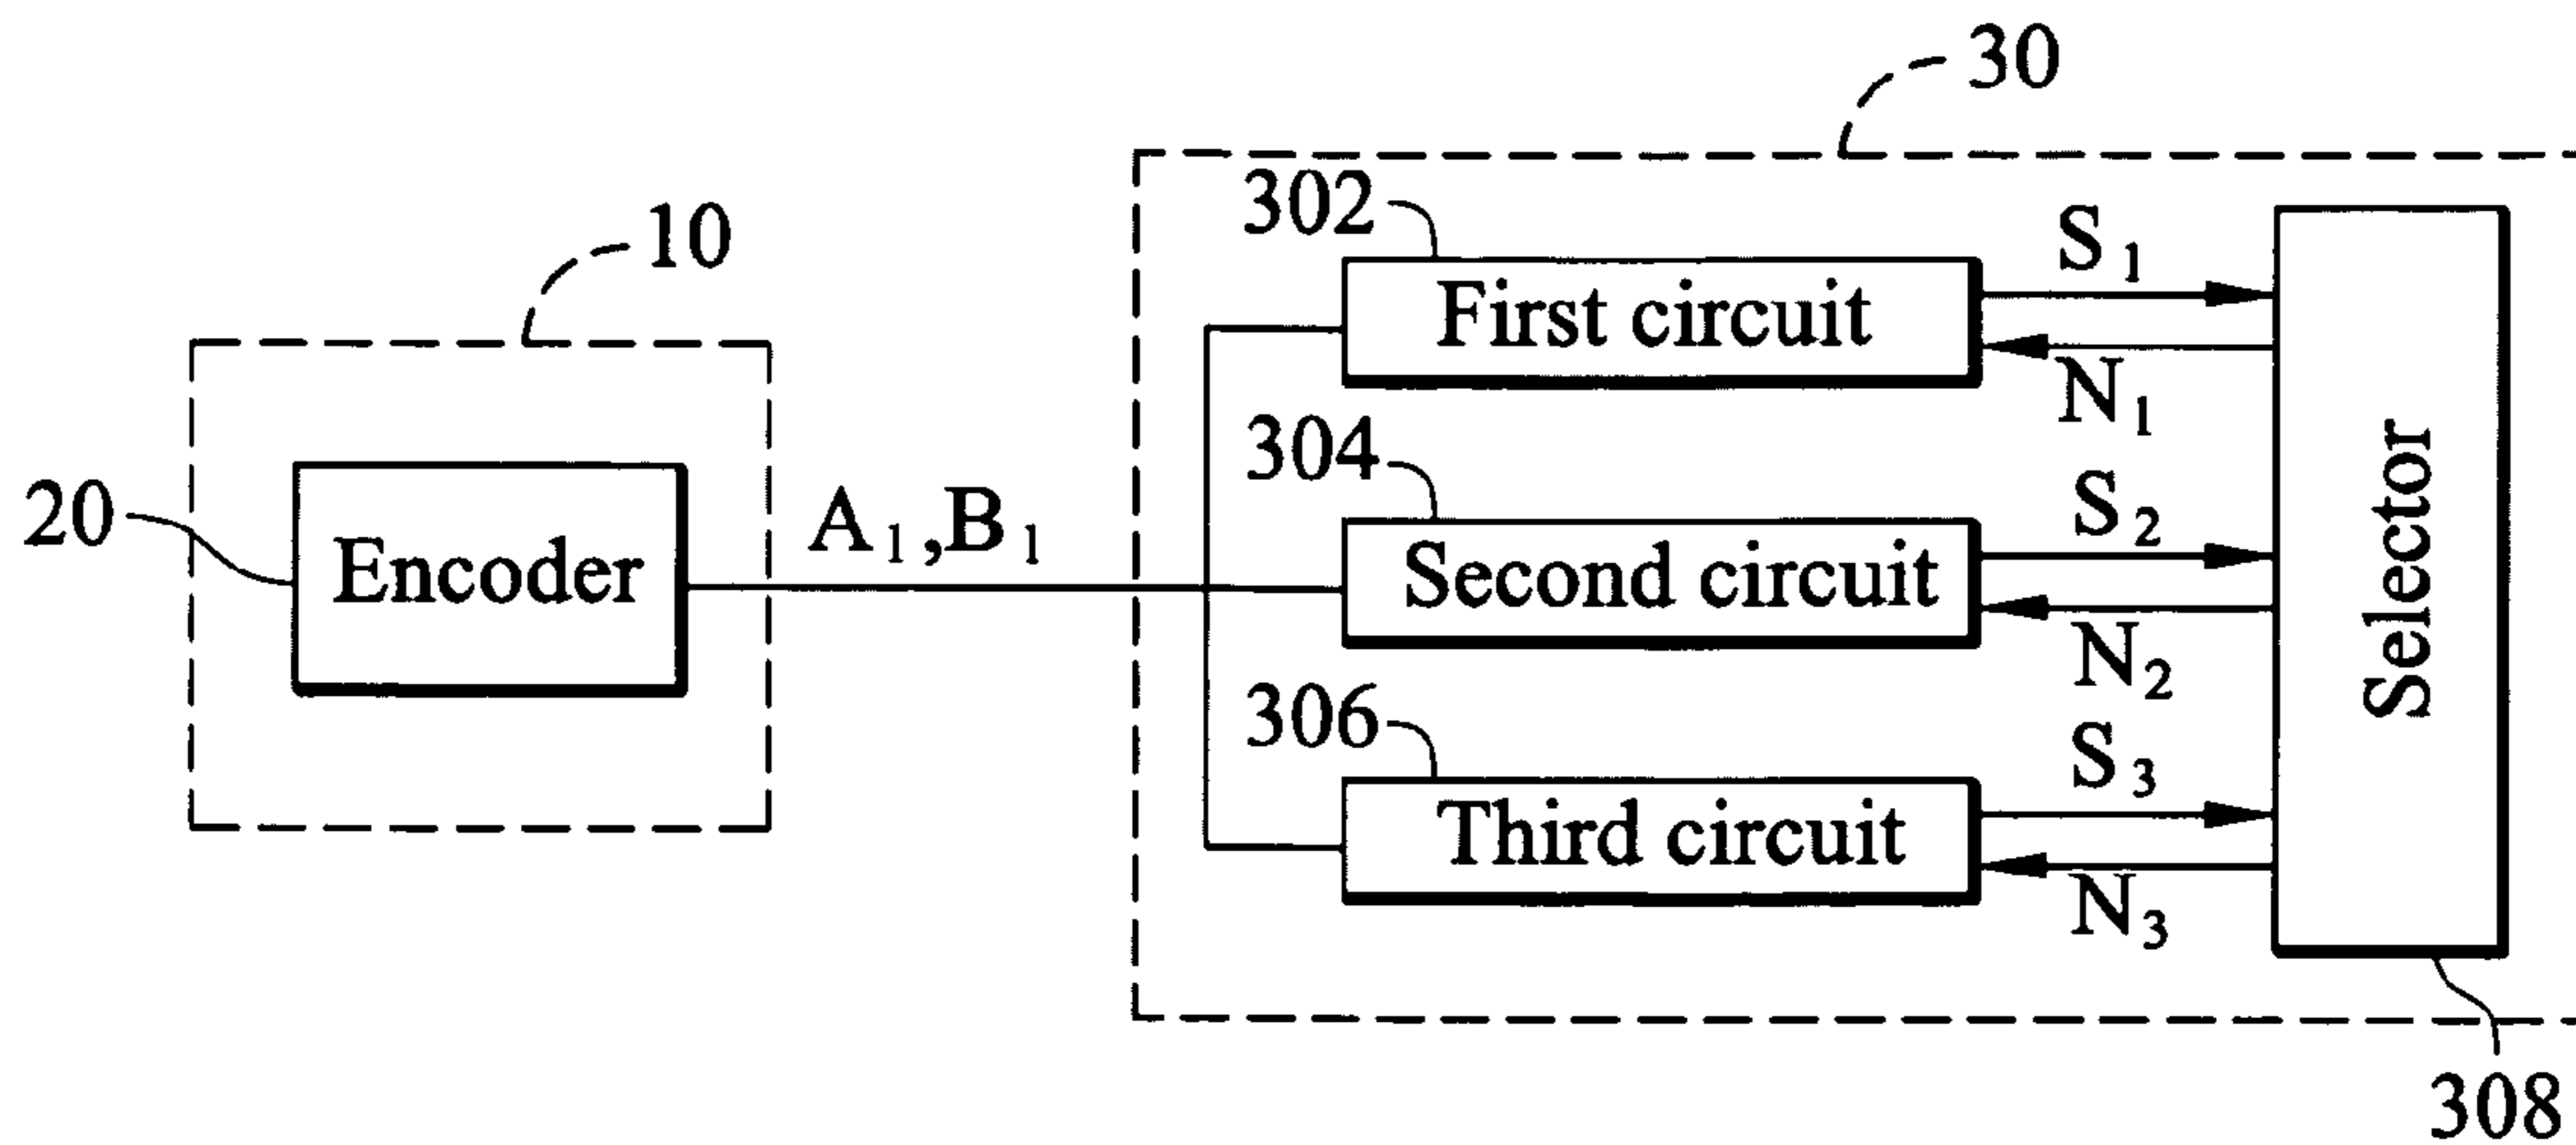 30
10
302
First circuit
S1
N1
20
Encoder
A1,B1
304
Second circuit
S2
N2
306
Third circuit
S3
N3
Selector
308